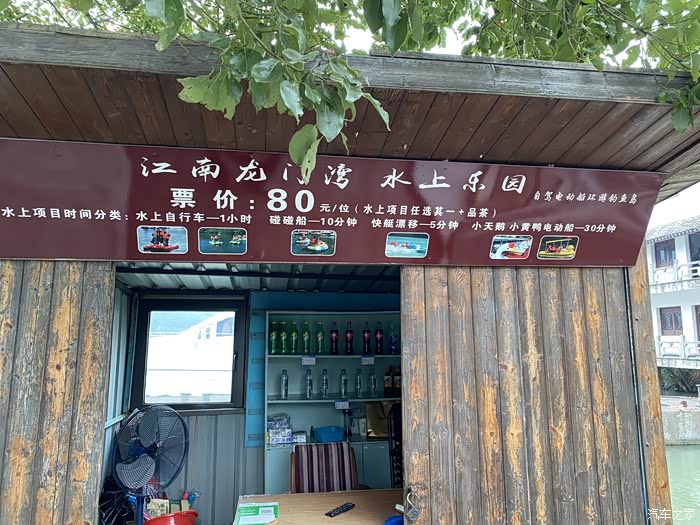 江南龙门湾 水上乐园
自驾电动船环游钓鱼岛
票价:80元/位(水上项目任选其一+品茶)
水上项目时间分类:水上自行车—1小时 碰碰船—10分钟 快艇漂移—5分钟 小天鹅 小黄鸭电动船—30分钟
汽车之家